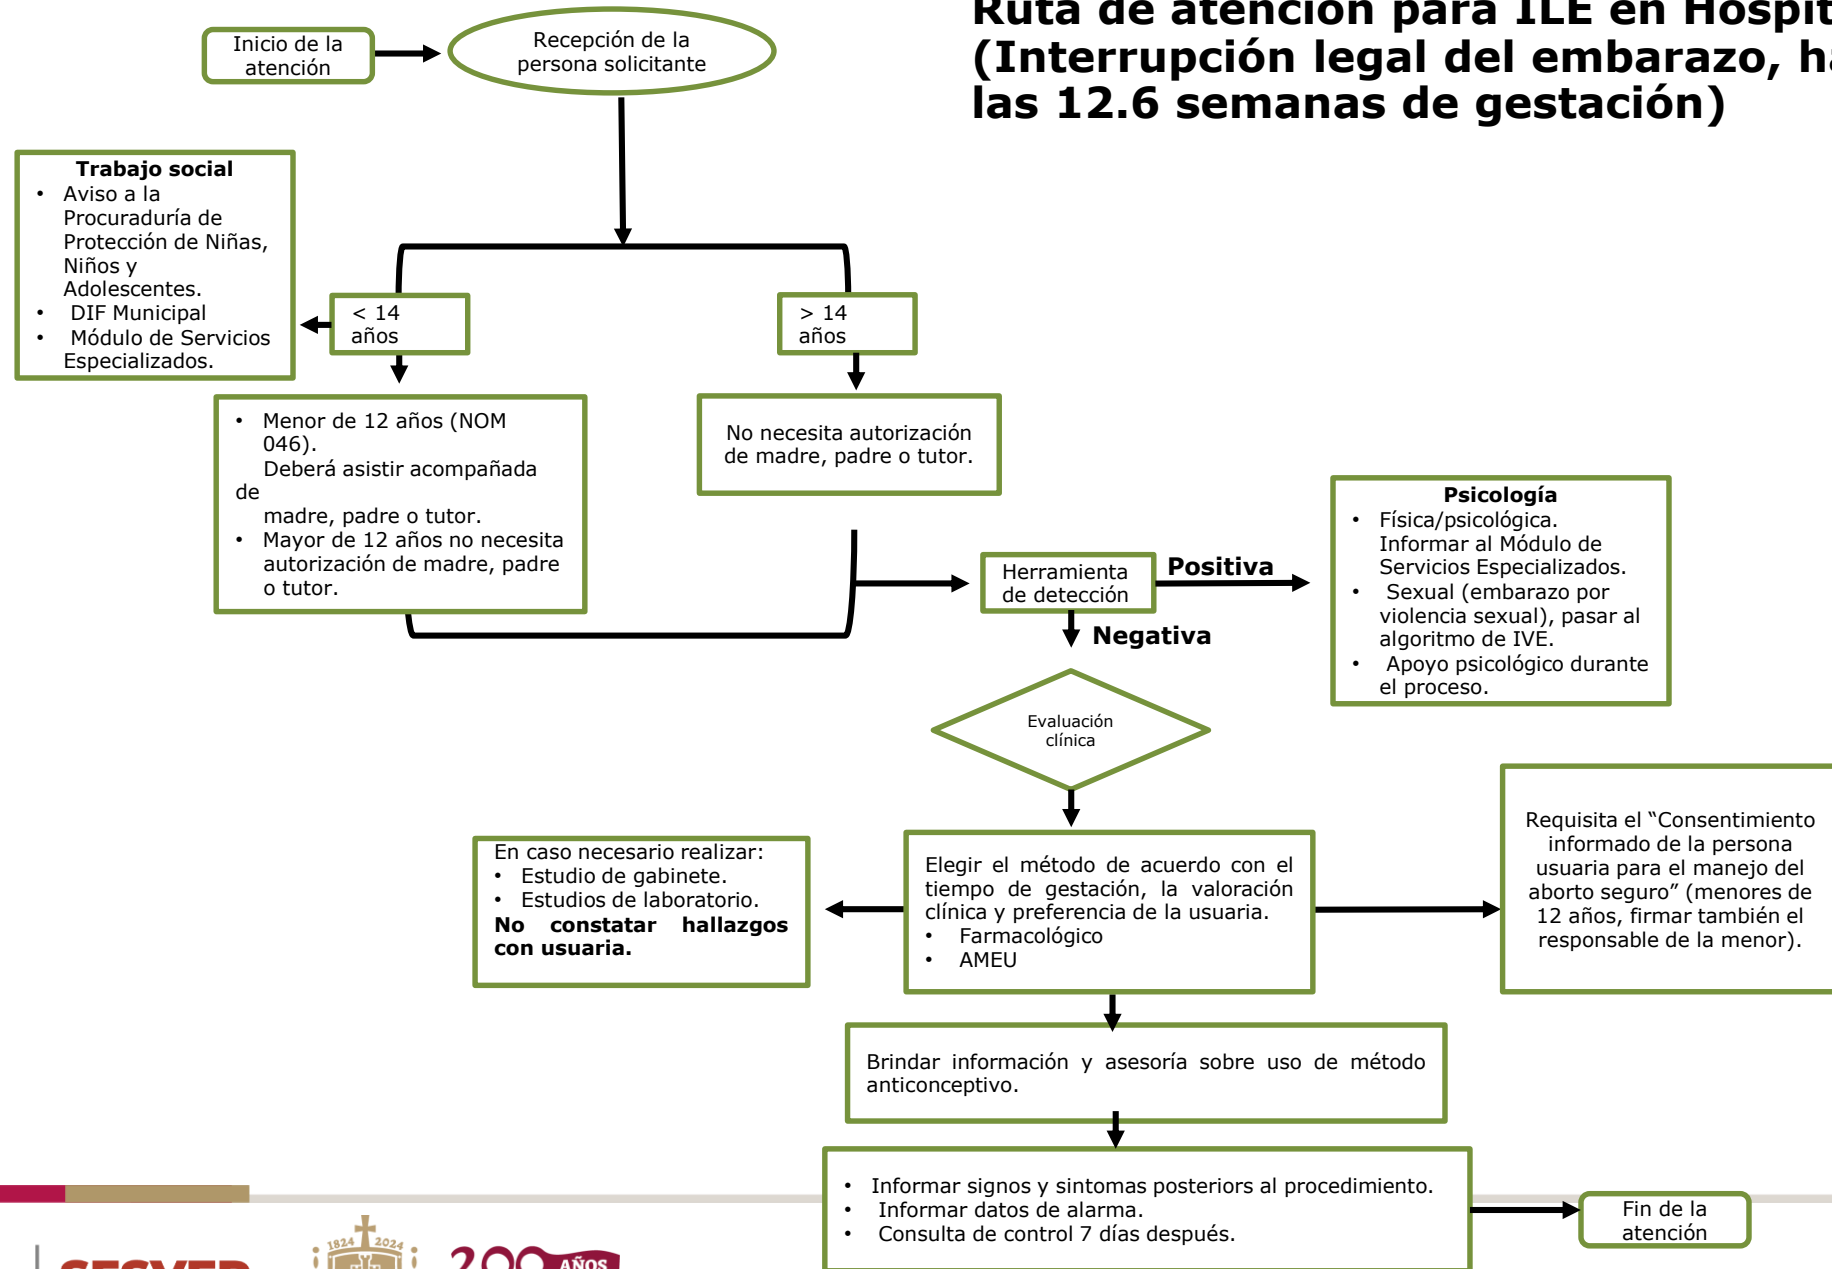 Ruta de atención para ILE en Hospit
(Interrupción legal del embarazo, ha
las 12.6 semanas de gestación)
Inicio de la
atención
Recepción de la
persona solicitante
Trabajo social
• Aviso a la
Procuraduría de
Protección de Niñas,
Niños y
Adolescentes.
• DIF Municipal
• Módulo de Servicios
Especializados.
< 14
años
> 14
años
• Menor de 12 años (NOM
046).
Deberá asistir acompañada
de
madre, padre o tutor.
• Mayor de 12 años no necesita
autorización de madre, padre
o tutor.
No necesita autorización
de madre, padre o tutor.
Herramienta
de detección
Positiva
Negativa
Psicología
• Física/psicológica.
Informar al Módulo de
Servicios Especializados.
• Sexual (embarazo por
violencia sexual), pasar al
algoritmo de IVE.
• Apoyo psicológico durante
el proceso.
Evaluación
clínica
En caso necesario realizar:
• Estudio de gabinete.
• Estudios de laboratorio.
No constatar hallazgos
con usuaria.
Elegir el método de acuerdo con el
tiempo de gestación, la valoración
clínica y preferencia de la usuaria.
• Farmacológico
• AMEU
Requisita el “Consentimiento
informado de la persona
usuaria para el manejo del
aborto seguro” (menores de
12 años, firmar también el
responsable de la menor).
Brindar información y asesoría sobre uso de método
anticonceptivo.
• Informar signos y sintomas posteriors al procedimiento.
• Informar datos de alarma.
• Consulta de control 7 días después.
Fin de la
atención
SESVER
1824 2024
200 AÑOS